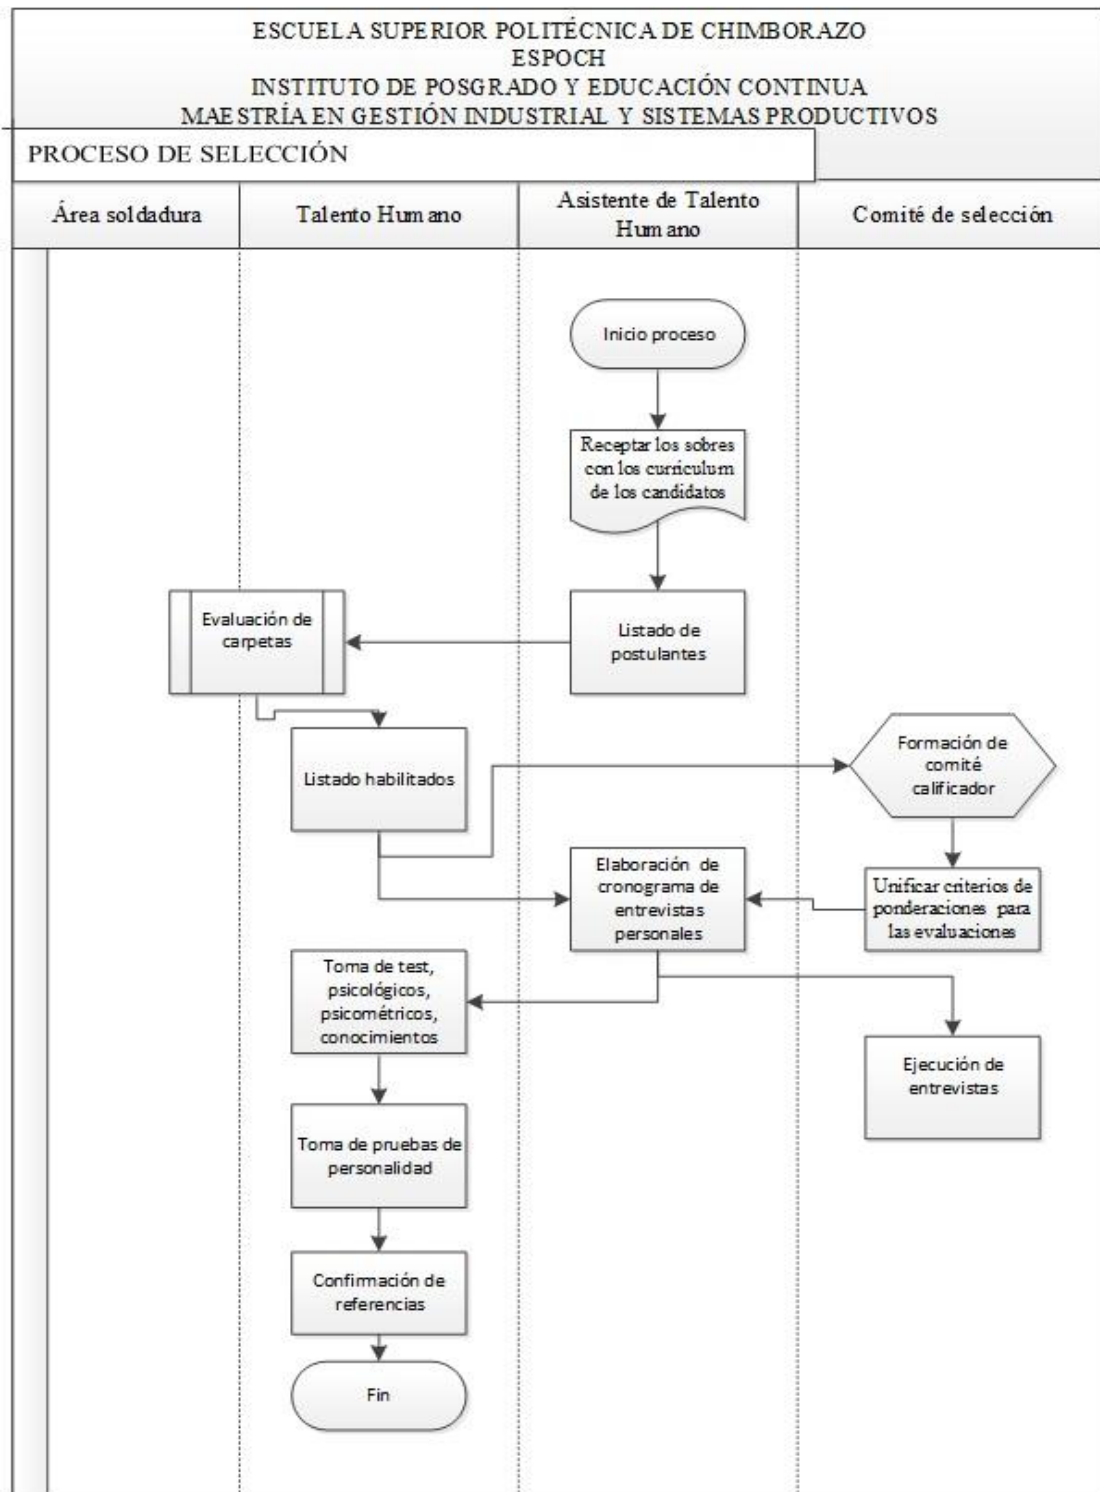 ESCUELA SUPERIOR POLITÉCNICA DE CHIMBORAZO
ESPOCH
INSTITUTO DE POSGRADO Y EDUCACIÓN CONTINUA
MAESTRÍA EN GESTIÓN INDUSTRIAL Y SISTEMAS PRODUCTIVOS
PROCESO DE SELECCIÓN
Área soldadura
Talento Humano
Asistente de Talento
Humano
Comité de selección
Inicio proceso
Receptar los sobres
con los curriculum
de los candidatos
Evaluación de
carpetas
Listado de
postulantes
Listado habilitados
Formación de
comité
calificador
Elaboración de
cronograma de
entrevistas
personales
Unificar criterios de
ponderaciones para
las evaluaciones
Toma de test,
psicológicos,
psicométricos,
conocimientos
Ejecución de
entrevistas
Toma de pruebas de
personalidad
Confirmación de
referencias
Fin